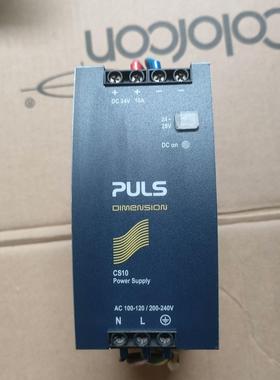 colorcon
+ + − −
DC 24V 10A
24-
28V
DC on
PULS
DIMENSION
CS10
Power Supply
AC 100-120 / 200-240V
N L